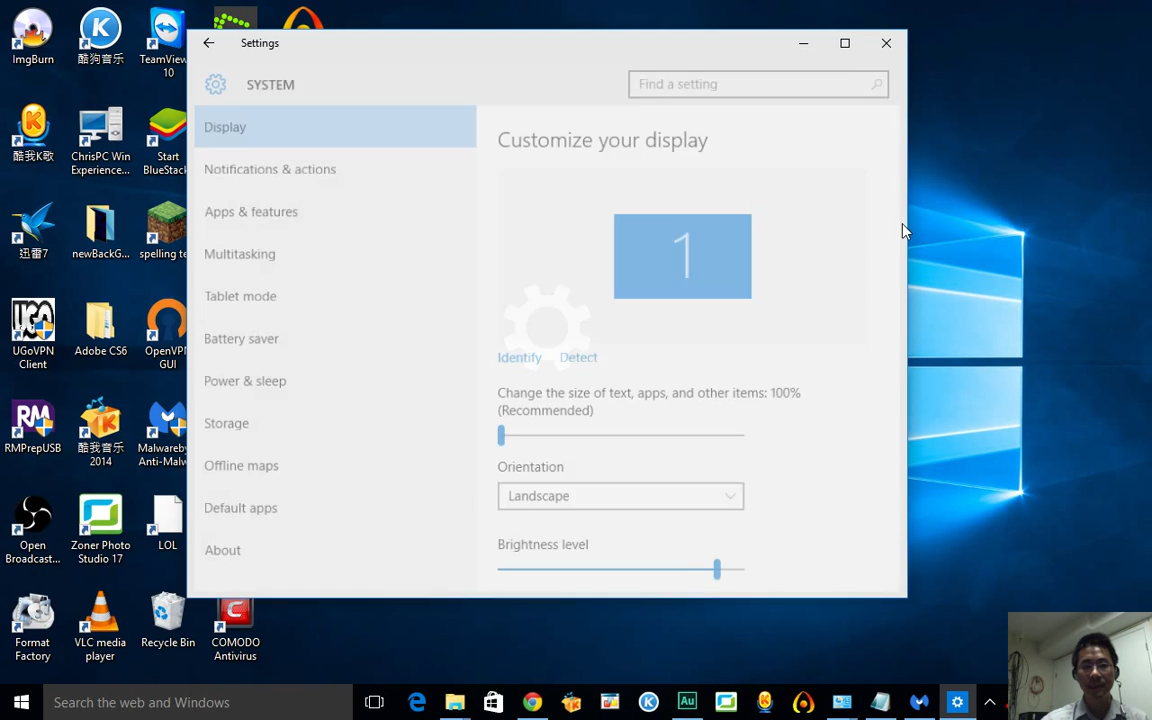 ImgBurn
酷狗音乐
TeamView...
10
酷我K歌
ChrisPC Win
Experience...
Start
BlueStack
迅雷7
newBackG...
spelling te
UGoVPN
Client
Adobe CS6
OpenVP
GUI
RMPrepUSB
酷我音乐
2014
Malwareby
Anti-Malw
Open
Broadcast...
Zoner Photo
Studio 17
LOL
Format
Factory
VLC media
player
Recycle Bin
COMODO
Antivirus
Settings
SYSTEM
Find a setting
Display
Notifications & actions
Apps & features
Multitasking
Tablet mode
Battery saver
Power & sleep
Storage
Offline maps
Default apps
About
Customize your display
1
Identify Detect
Change the size of text, apps, and other items: 100%
(Recommended)
Orientation
Landscape
Brightness level
Search the web and Windows
Au